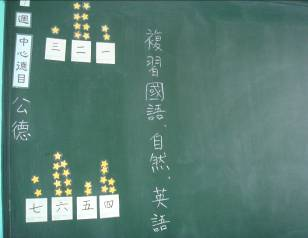 複習國語、自然、英語
週
中心德目
公德
三 二 一
七 六 五 四